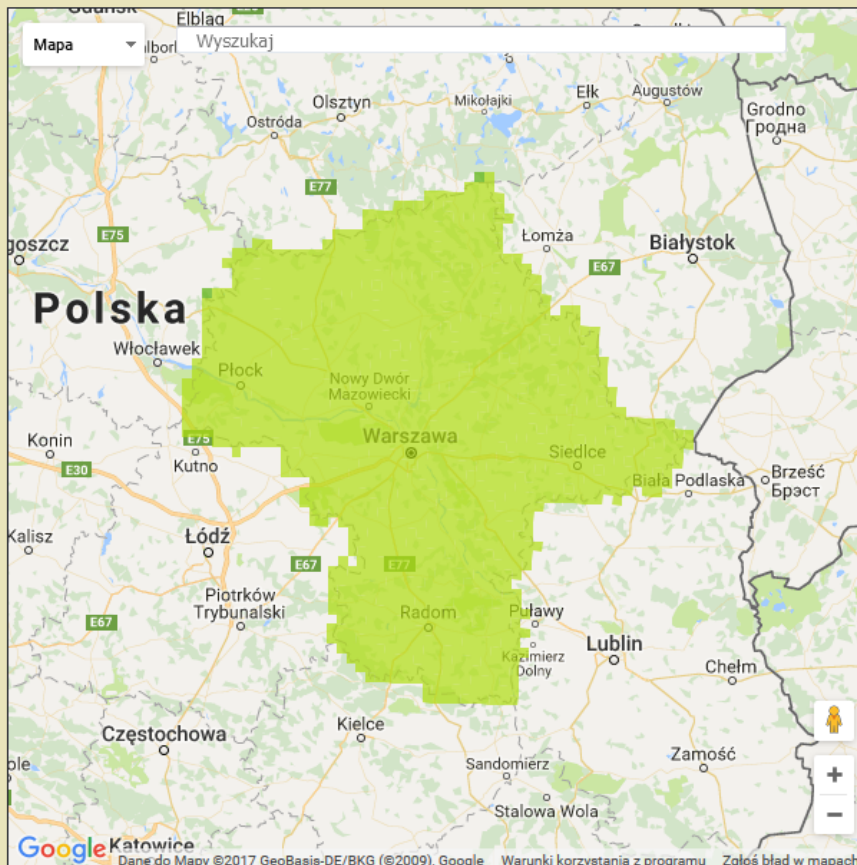 Gdańsk
Elbląg
Mapa
Wyszukaj
Olsztyn
Mikołajki
Ełk
Augustów
Ostróda
Grodno
Гродна
E77
E75
goszcz
Łomża
Białystok
E67
Polska
Włocławek
Płock
Nowy Dwór
Mazowiecki
Konin
E75
Warszawa
Kutno
E30
Siedlce
Biała Podlaska
Brześć
Брэст
Kalisz
Łódź
E67
E77
Piotrków
Trybunalski
E67
Radom
Puławy
Kazimierz
Dolny
Lublin
Chełm
Częstochowa
Kielce
Sandomierz
Zamość
Stalowa Wola
ole
+
−
Google
Katowice
Dane do Mapy ©2017 GeoBasis-DE/BKG (©2009), Google Warunki korzystania z programu Zgłoś błąd w mapach